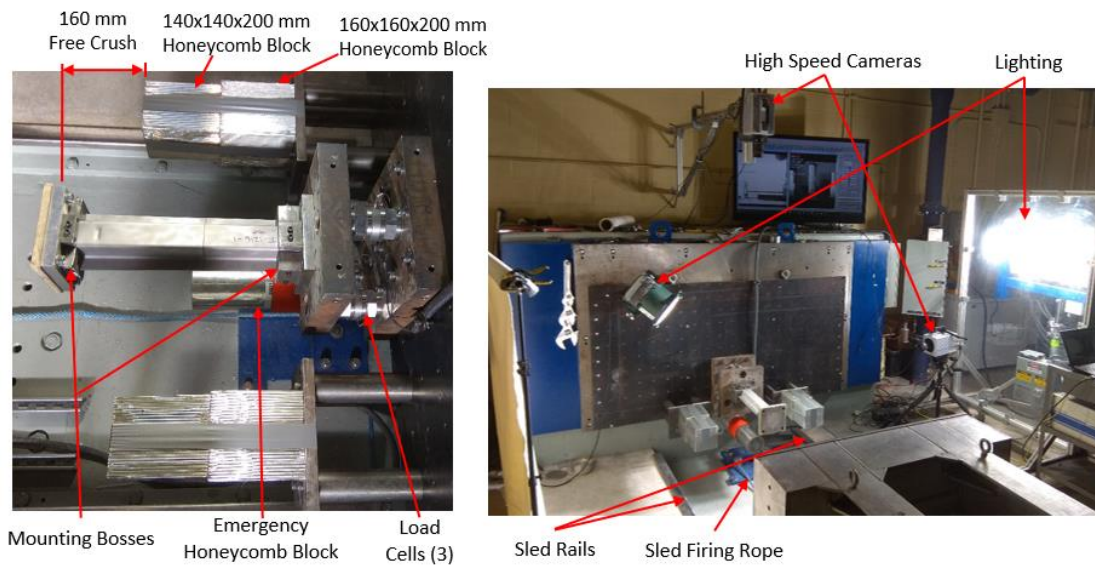 160 mm
Free Crush
140x140x200 mm
Honeycomb Block
160x160x200 mm
Honeycomb Block
Mounting Bosses
Emergency
Honeycomb Block
Load
Cells (3)
High Speed Cameras
Lighting
Sled Rails
Sled Firing Rope